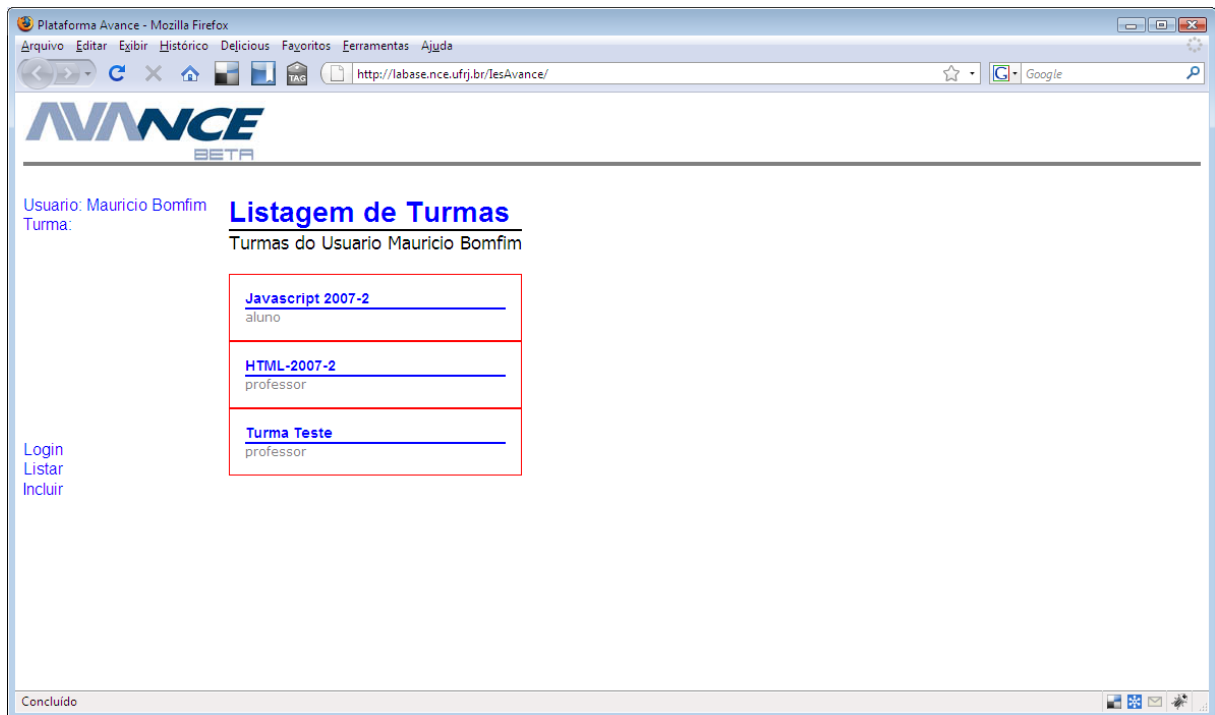 Plataforma Avance - Mozilla Firefox
Arquivo Editar Exibir Histórico Delicious Favoritos Ferramentas Ajuda
TAG http://labase.nce.ufrj.br/IesAvance/ G Google
AVANCE
BETA
Usuario: Mauricio Bomfim
Turma:
Listagem de Turmas
Turmas do Usuario Mauricio Bomfim
Javascript 2007-2
aluno
HTML-2007-2
professor
Turma Teste
professor
Login
Listar
Incluir
Concluído